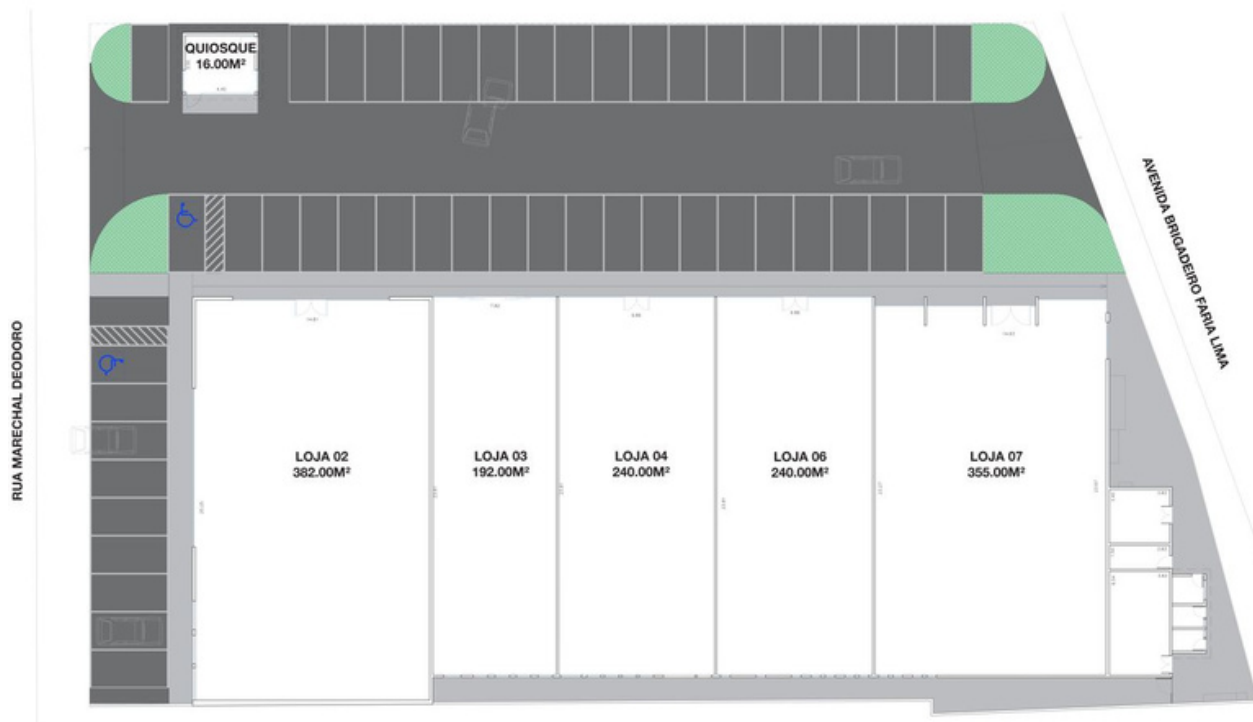 QUIOSQUE
16.00M²
AVENIDA BRIGADEIRO FARIA LIMA
RUA MARECHAL DEODORO
LOJA 02
382.00M²
LOJA 03
192.00M²
LOJA 04
240.00M²
LOJA 06
240.00M²
LOJA 07
355.00M²